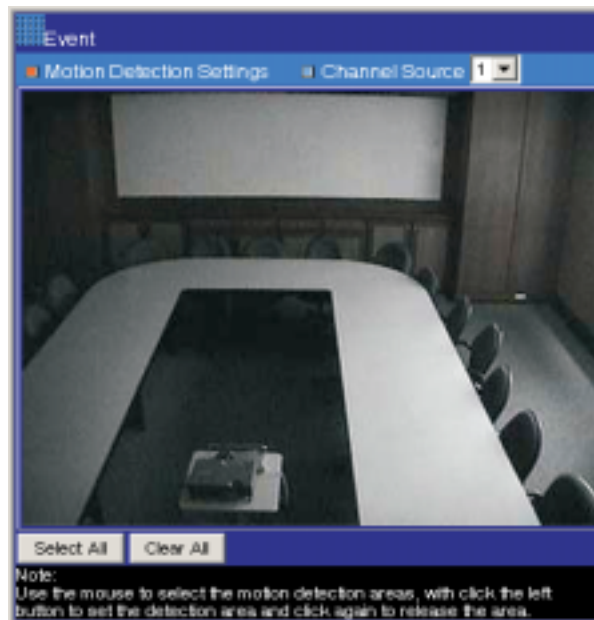 Event
Motion Detection Settings Channel Source 1
Select All Clear All
Note:
Use the mouse to select the motion detection areas, with click the left
button to set the detection area and click again to release the area.